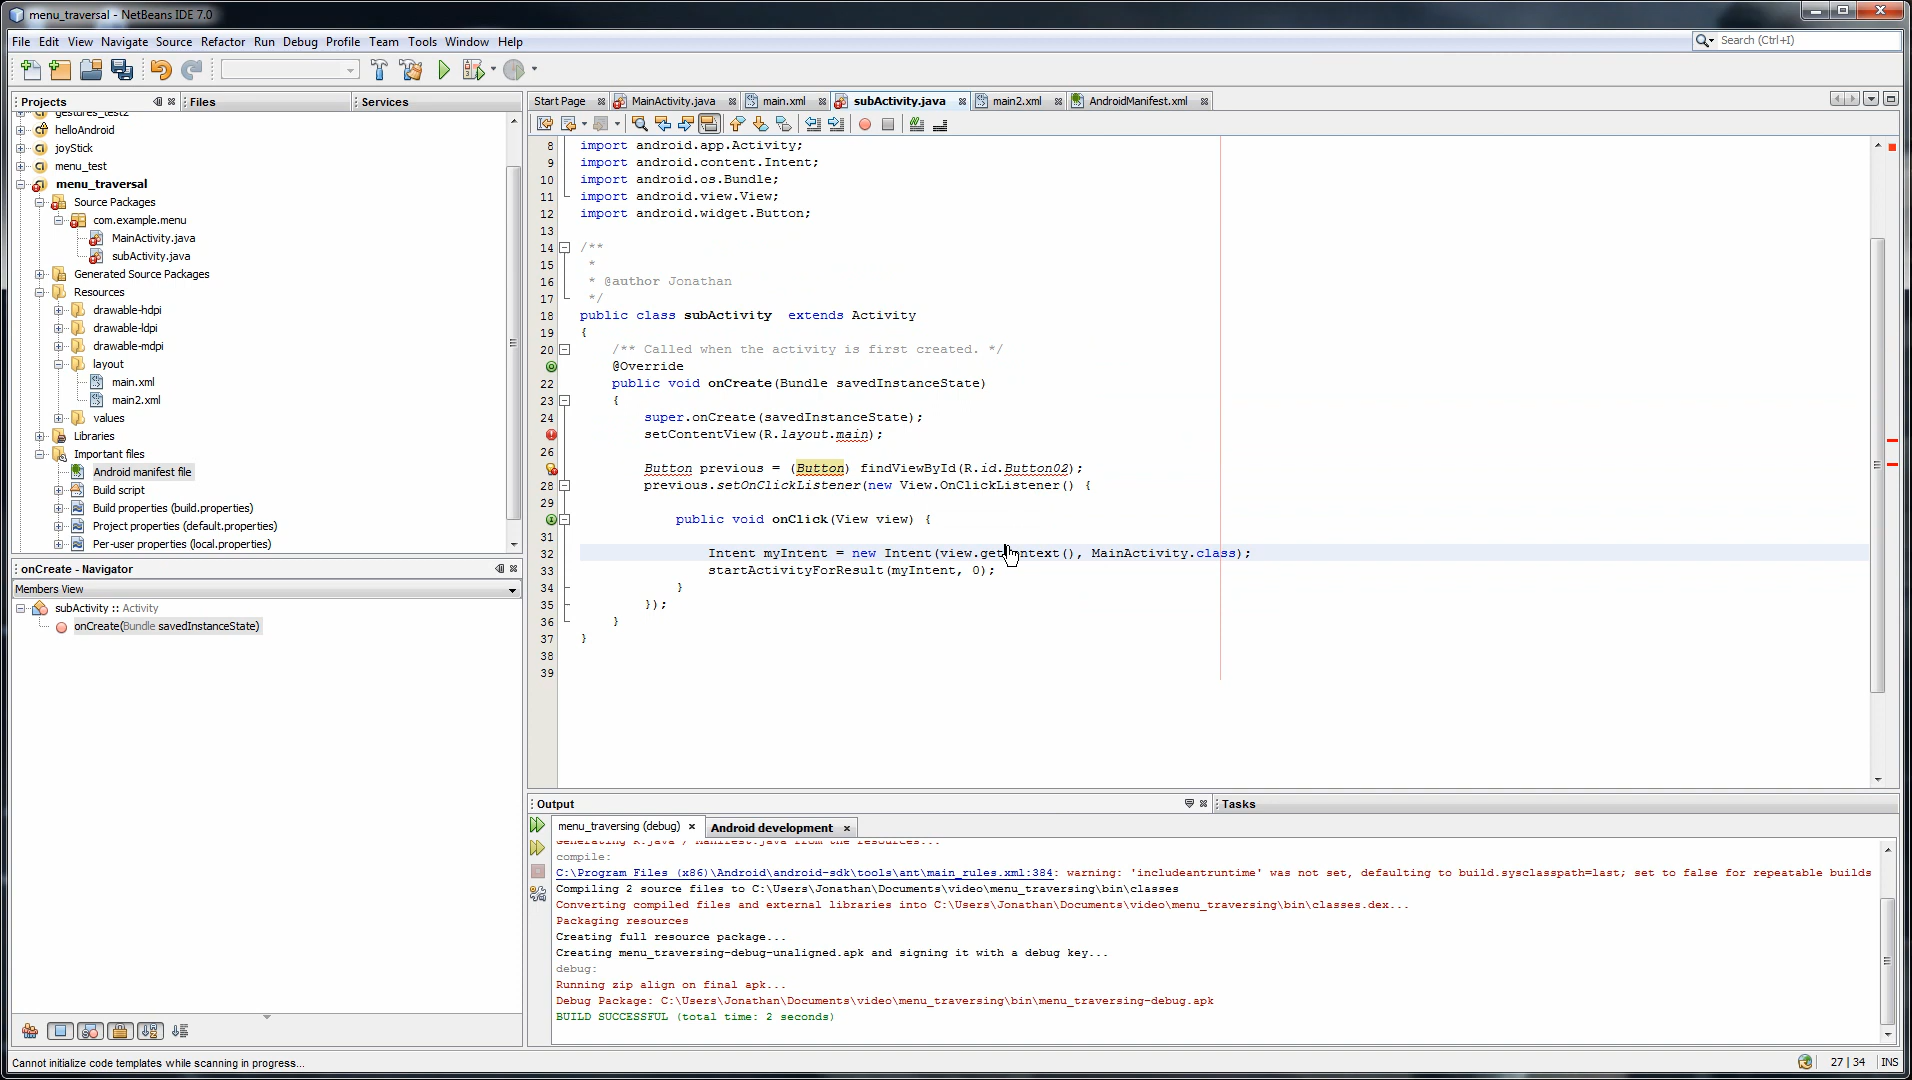 menu_traversal - NetBeans IDE 7.0
File Edit View Navigate Source Refactor Run Debug Profile Team Tools Window Help
Search (Ctrl+I)
Projects
Files
Services
gestures_test2
helloAndroid
joyStick
menu_test
menu_traversal
Source Packages
com.example.menu
MainActivity.java
subActivity.java
Generated Source Packages
Resources
drawable-hdpi
drawable-ldpi
drawable-mdpi
layout
main.xml
main2.xml
values
Libraries
Important files
Android manifest file
Build script
Build properties (build.properties)
Project properties (default.properties)
Per-user properties (local.properties)
onCreate - Navigator
Members View
subActivity :: Activity
onCreate(Bundle savedInstanceState)
Start Page
MainActivity.java
main.xml
subActivity.java
main2.xml
AndroidManifest.xml
8 import android.app.Activity;
9 import android.content.Intent;
10 import android.os.Bundle;
11 import android.view.View;
12 import android.widget.Button;
13
14 /**
15 *
16 * @author Jonathan
17 */
18 public class subActivity  extends Activity
19 {
20 /** Called when the activity is first created. */
@Override
22 public void onCreate(Bundle savedInstanceState)
23 {
24 super.onCreate(savedInstanceState);
setContentView(R.layout.main);
26
Button previous = (Button) findViewById(R.id.Button02);
28 previous.setOnClickListener(new View.OnClickListener() {
29
public void onClick(View view) {
31
32 Intent myIntent = new Intent(view.getContext(), MainActivity.class);
33 startActivityForResult(myIntent, 0);
34 }
35 });
36 }
37 }
38
39
Output
Tasks
menu_traversing (debug)
Android development
Generating R.java / Manifest.java from the resources...
compile:
C:\Program Files (x86)\Android\android-sdk\tools\ant\main_rules.xml:384: warning: 'includeantruntime' was not set, defaulting to build.sysclasspath=last; set to false for repeatable builds
Compiling 2 source files to C:\Users\Jonathan\Documents\video\menu_traversing\bin\classes
Converting compiled files and external libraries into C:\Users\Jonathan\Documents\video\menu_traversing\bin\classes.dex...
Packaging resources
Creating full resource package...
Creating menu_traversing-debug-unaligned.apk and signing it with a debug key...
debug:
Running zip align on final apk...
Debug Package: C:\Users\Jonathan\Documents\video\menu_traversing\bin\menu_traversing-debug.apk
BUILD SUCCESSFUL (total time: 2 seconds)
Cannot initialize code templates while scanning in progress...
27 | 34 INS